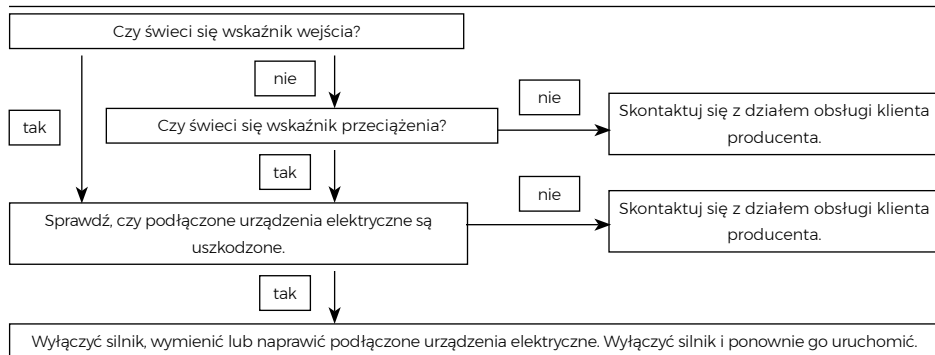 Czy świeci się wskaźnik wejścia?
nie
nie
tak
Czy świeci się wskaźnik przeciążenia?
Skontaktuj się z działem obsługi klienta
producenta.
tak
nie
Sprawdź, czy podłączone urządzenia elektryczne są
uszkodzone.
Skontaktuj się z działem obsługi klienta
producenta.
tak
Wyłączyć silnik, wymienić lub naprawić podłączone urządzenia elektryczne. Wyłączyć silnik i ponownie go uruchomić.